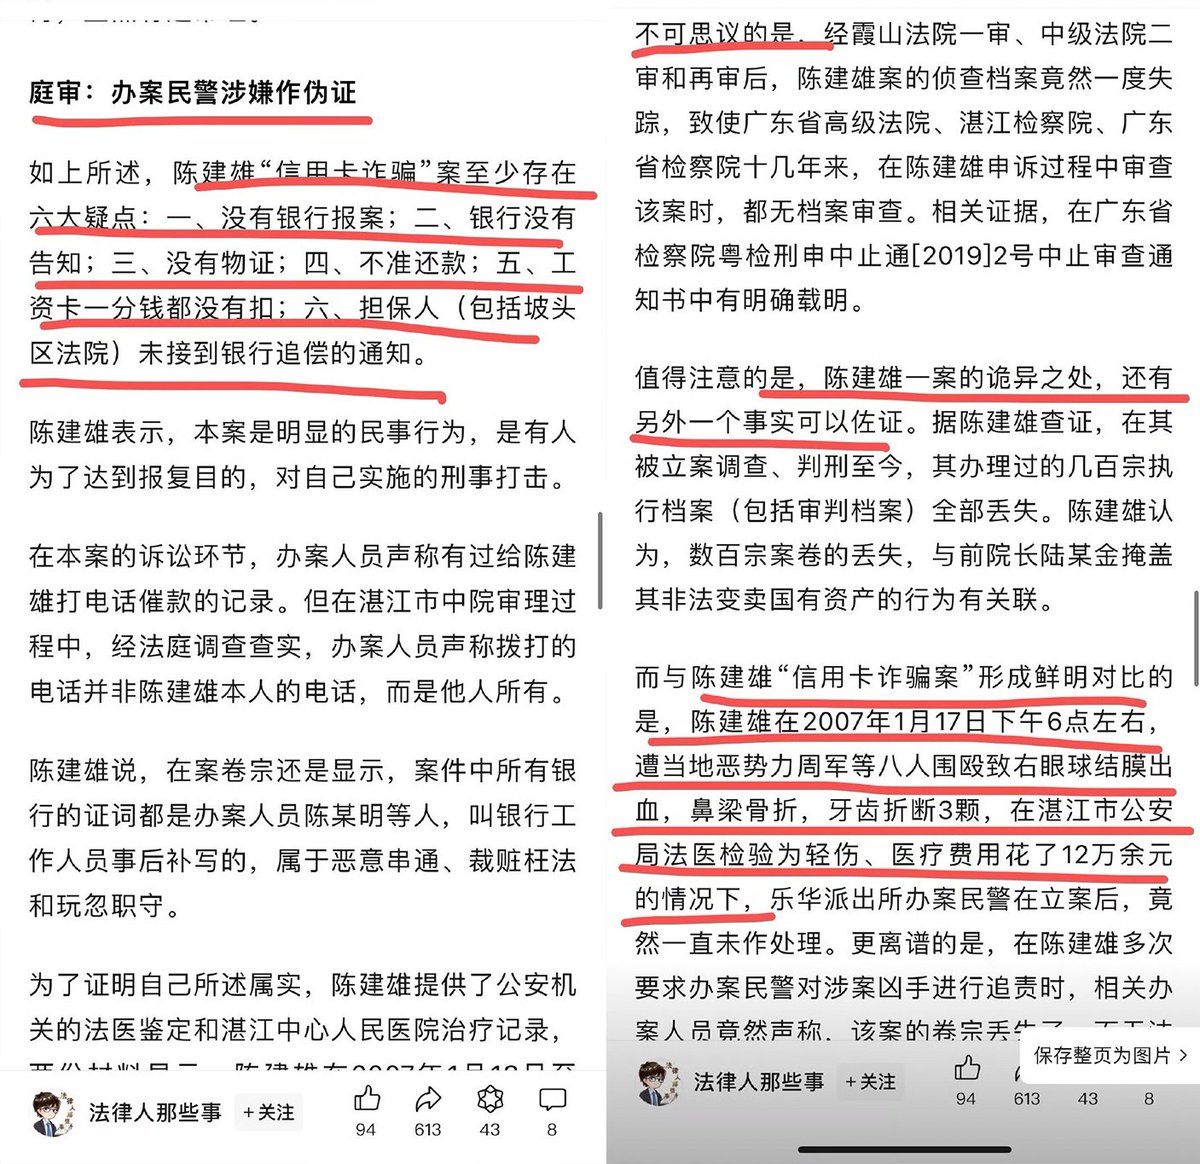 庭审：办案民警涉嫌作伪证
如上所述，陈建雄“信用卡诈骗”案至少存在
六大疑点：一、没有银行报案；二、银行没有
告知；三、没有物证；四、不准还款；五、工
资卡一分钱都没有扣；六、担保人（包括坡头
区法院）未接到银行追偿的通知。
陈建雄表示，本案是明显的民事行为，是有人
为了达到报复目的，对自己实施的刑事打击。
在本案的诉讼环节，办案人员声称有过给陈建
雄打电话催款的记录。但在湛江市中院审理过
程中，经法庭调查查实，办案人员声称拨打的
电话并非陈建雄本人的电话，而是他人所有。
陈建雄说，在案卷宗还是显示，案件中所有银
行的证词都是办案人员陈某明等人，叫银行工
作人员事后补写的，属于恶意串通、裁赃枉法
和玩忽职守。
为了证明自己所述属实，陈建雄提供了公安机
关的法医鉴定和湛江中心人民医院治疗记录，
法律人那些事
+关注
94
613
43
8
不可思议的是，经霞山法院一审、中级法院二
审和再审后，陈建雄案的侦查档案竟然一度失
踪，致使广东省高级法院、湛江检察院、广东
省检察院十几年来，在陈建雄申诉过程中审查
该案时，都无档案审查。相关证据，在广东省
检察院粤检刑申中止通[2019]2号中止审查通
知书中有明确载明。
值得注意的是，陈建雄一案的诡异之处，还有
另外一个事实可以佐证。据陈建雄查证，在其
被立案调查、判刑至今，其办理过的几百宗执
行档案（包括审判档案）全部丢失。陈建雄认
为，数百宗案卷的丢失，与前院长陆某金掩盖
其非法变卖国有资产的行为有关联。
而与陈建雄“信用卡诈骗案”形成鲜明对比的
是，陈建雄在2007年1月17日下午6点左右，
遭当地恶势力周军等八人围殴致右眼球结膜出
血，鼻梁骨折，牙齿折断3颗，在湛江市公安
局法医检验为轻伤、医疗费用花了12万余元
的情况下，乐华派出所办案民警在立案后，竟
然一直未作处理。更离谱的是，在陈建雄多次
要求办案民警对涉案凶手进行追责时，相关办
案人员竟然声称，该案的卷宗丢失了
保存整页为图片 ›
法律人那些事
+关注
94
613
43
8